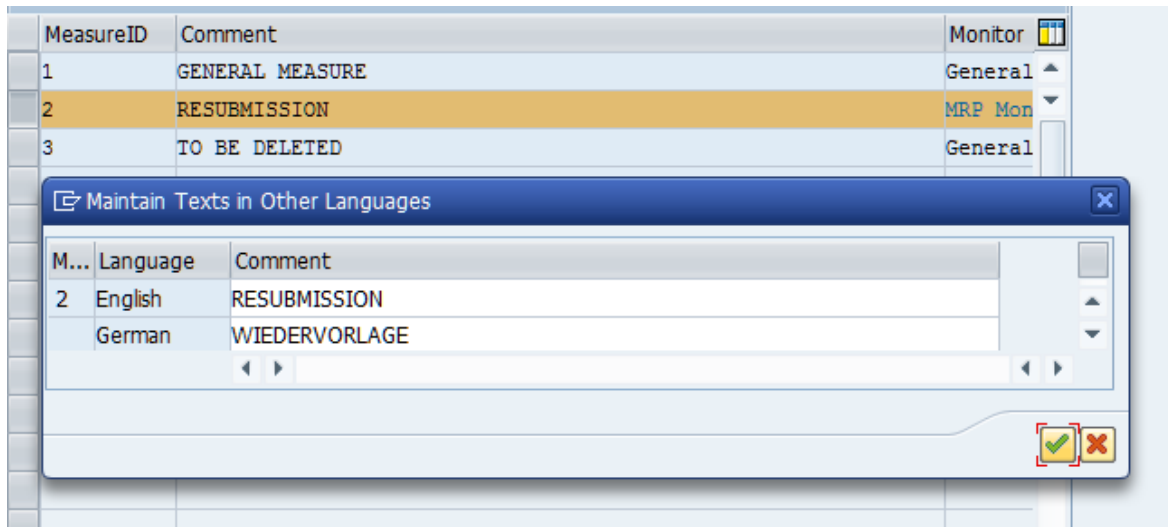 MeasureID Comment Monitor
1 GENERAL MEASURE General
2 RESUBMISSION MRP Mon
3 TO BE DELETED General
Maintain Texts in Other Languages
M... Language Comment
2 English RESUBMISSION
German WIEDERVORLAGE